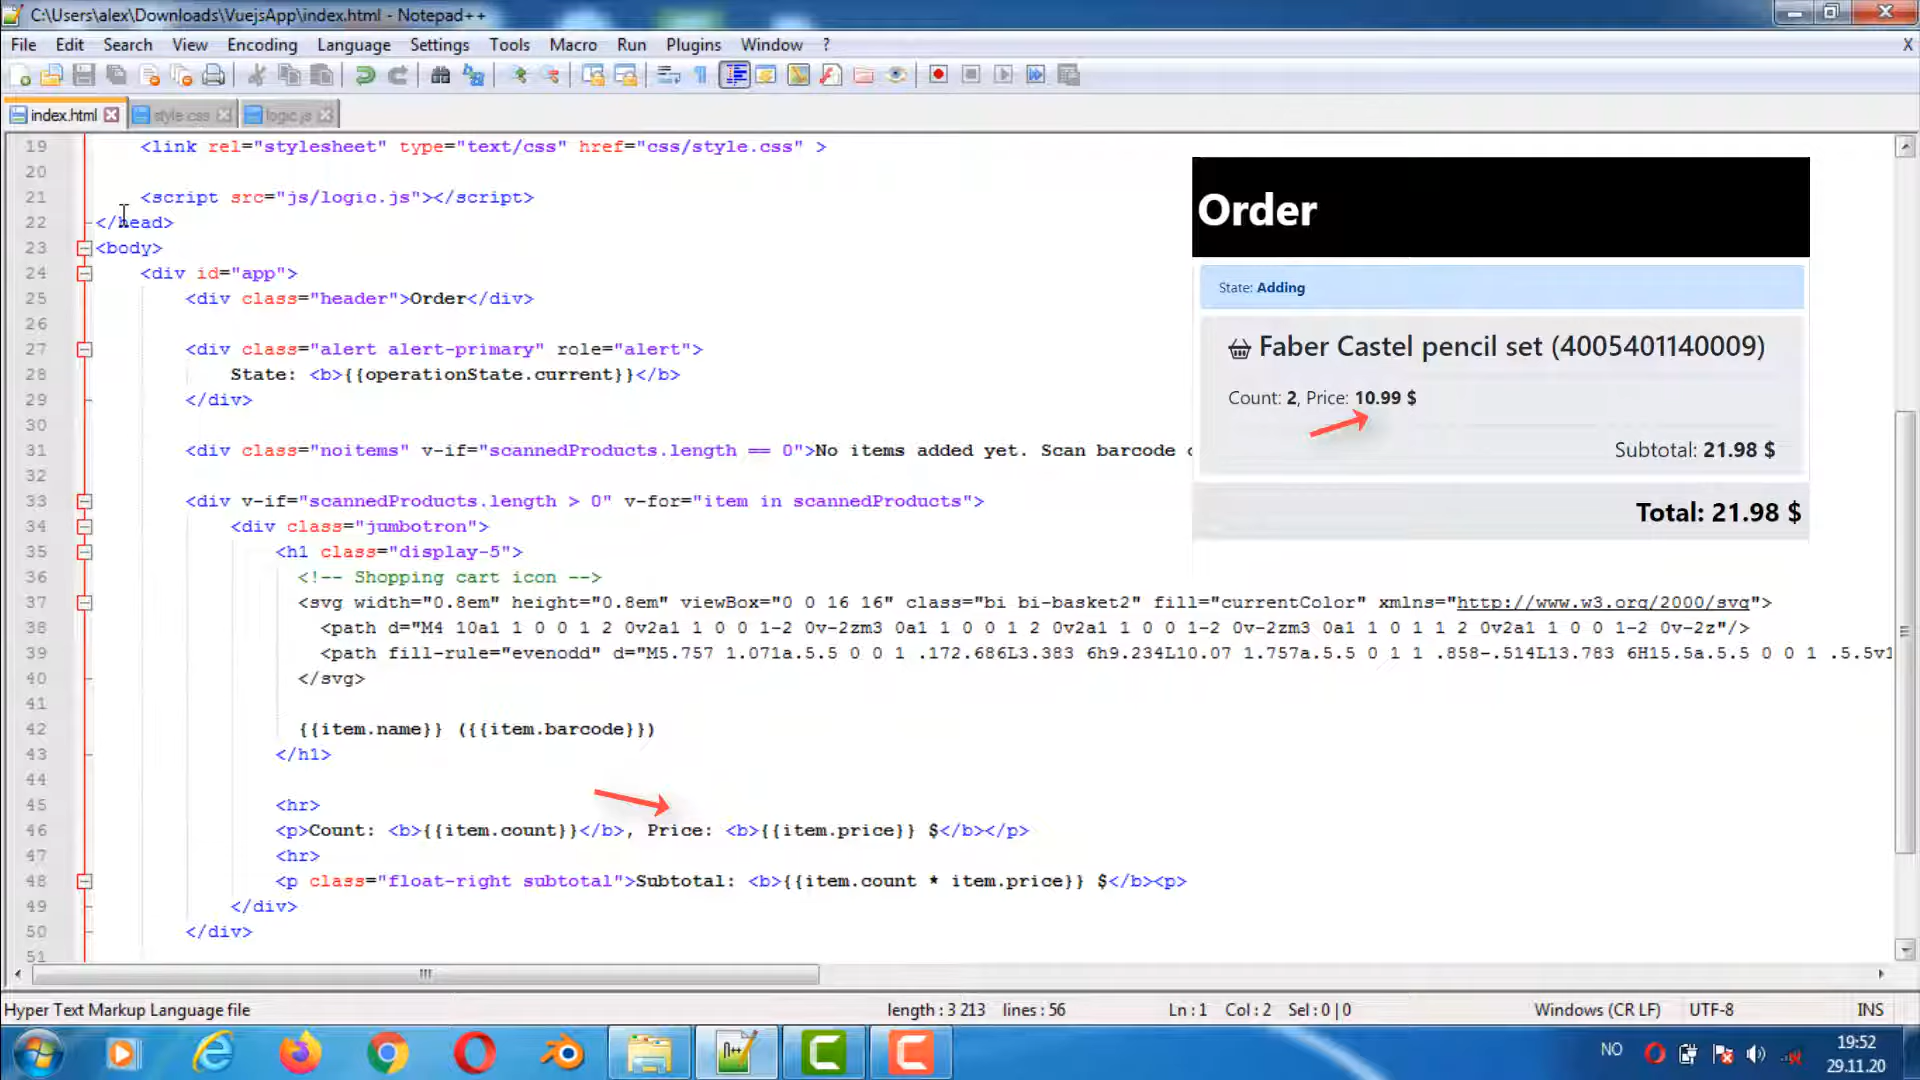 C:\Users\alex\Downloads\VuejsApp\index.html - Notepad++
File Edit Search View Encoding Language Settings Tools Macro Run Plugins Window ? X
index.html style.css logic.js
19 <link rel="stylesheet" type="text/css" href="css/style.css" >
20
21 <script src="js/logic.js"></script>
22 </head>
23 <body>
24 <div id="app">
25 <div class="header">Order</div>
26
27 <div class="alert alert-primary" role="alert">
28 State: <b>{{operationState.current}}</b>
29 </div>
30
31 <div class="noitems" v-if="scannedProducts.length == 0">No items added yet. Scan barcode
32
33 <div v-if="scannedProducts.length > 0" v-for="item in scannedProducts">
34 <div class="jumbotron">
35 <h1 class="display-5">
36 <!-- Shopping cart icon -->
37 <svg width="0.8em" height="0.8em" viewBox="0 0 16 16" class="bi bi-basket2" fill="currentColor" xmlns="http://www.w3.org/2000/svg">
38 <path d="M4 10a1 1 0 0 1 2 0v2a1 1 0 0 1-2 0v-2zm3 0a1 1 0 0 1 2 0v2a1 1 0 0 1-2 0v-2zm3 0a1 1 0 1 1 2 0v2a1 1 0 0 1-2 0v-2z"/>
39 <path fill-rule="evenodd" d="M5.757 1.071a.5.5 0 0 1 .172.686L3.383 6h9.234L10.07 1.757a.5.5 0 1 1 .858-.514L13.783 6H15.5a.5.5 0 0 1 .5.5v1
40 </svg>
41
42 {{item.name}} ({{item.barcode}})
43 </h1>
44
45 <hr>
46 <p>Count: <b>{{item.count}}</b>, Price: <b>{{item.price}} $</b></p>
47 <hr>
48 <p class="float-right subtotal">Subtotal: <b>{{item.count * item.price}} $</b><p>
49 </div>
50 </div>
51
Order
State: Adding
Faber Castel pencil set (4005401140009)
Count: 2, Price: 10.99 $
Subtotal: 21.98 $
Total: 21.98 $
Hyper Text Markup Language file length : 3 213 lines : 56 Ln : 1 Col : 2 Sel : 0 | 0 Windows (CR LF) UTF-8 INS
NO
19:52
29.11.20